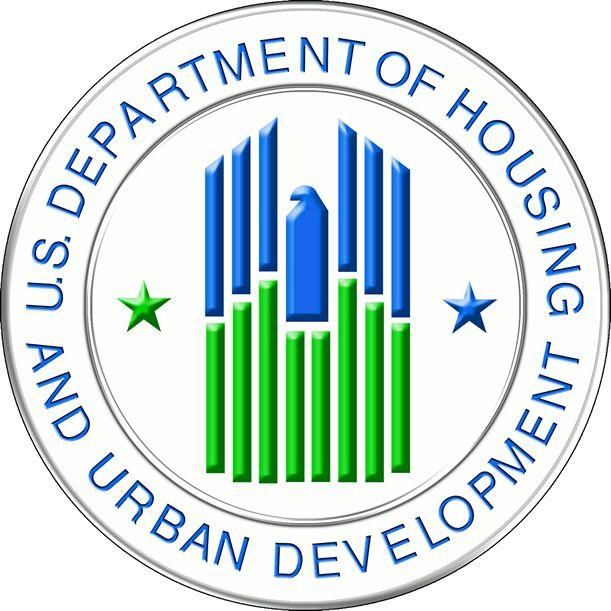 U.S. DEPARTMENT OF HOUSING
AND URBAN DEVELOPMENT